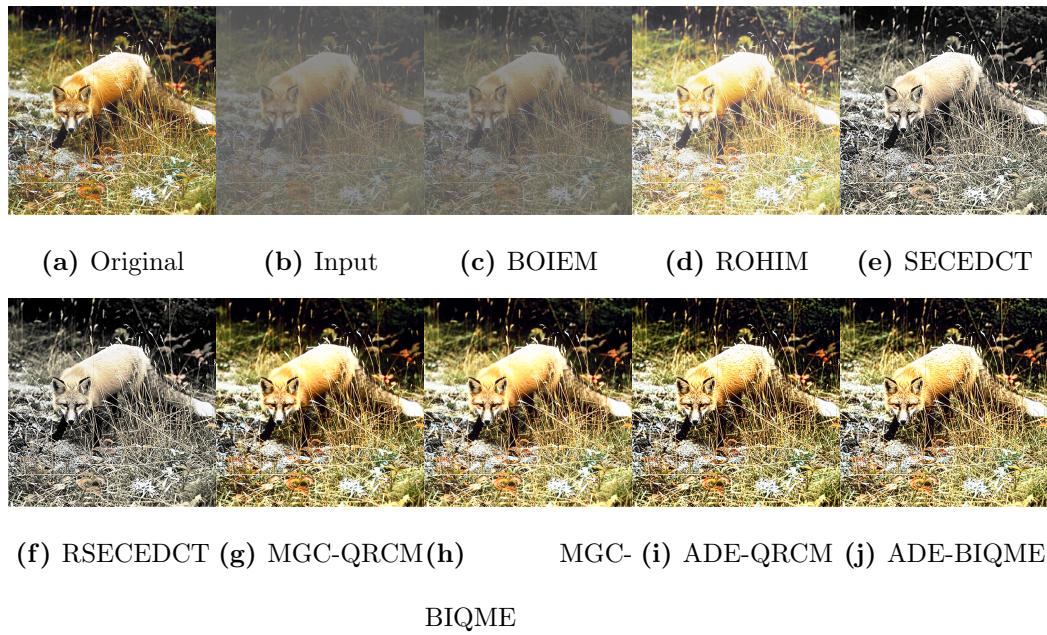 (a) Original (b) Input (c) BOIEM (d) ROHIM (e) SECEDCT
(f) RSECEDCT (g) MGC-QRCM (h) MGC- (i) ADE-QRCM (j) ADE-BIQME
BIQME